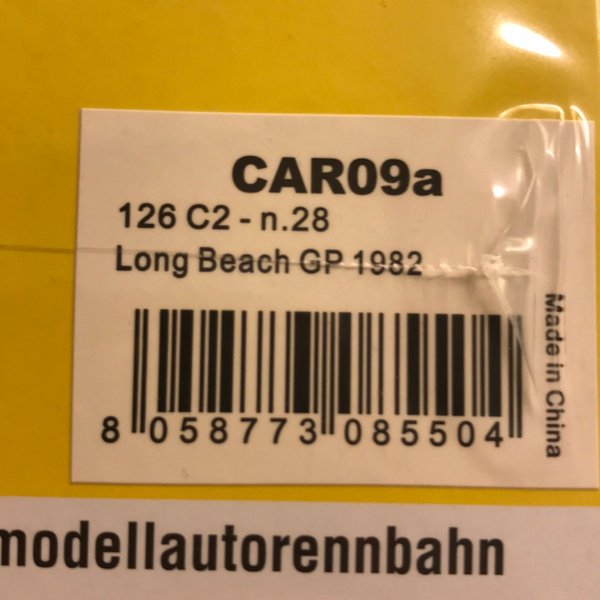 CAR09a
126 C2 - n.28
Long Beach GP 1982
Made in China
8 058773 085504
modellautorennbahn